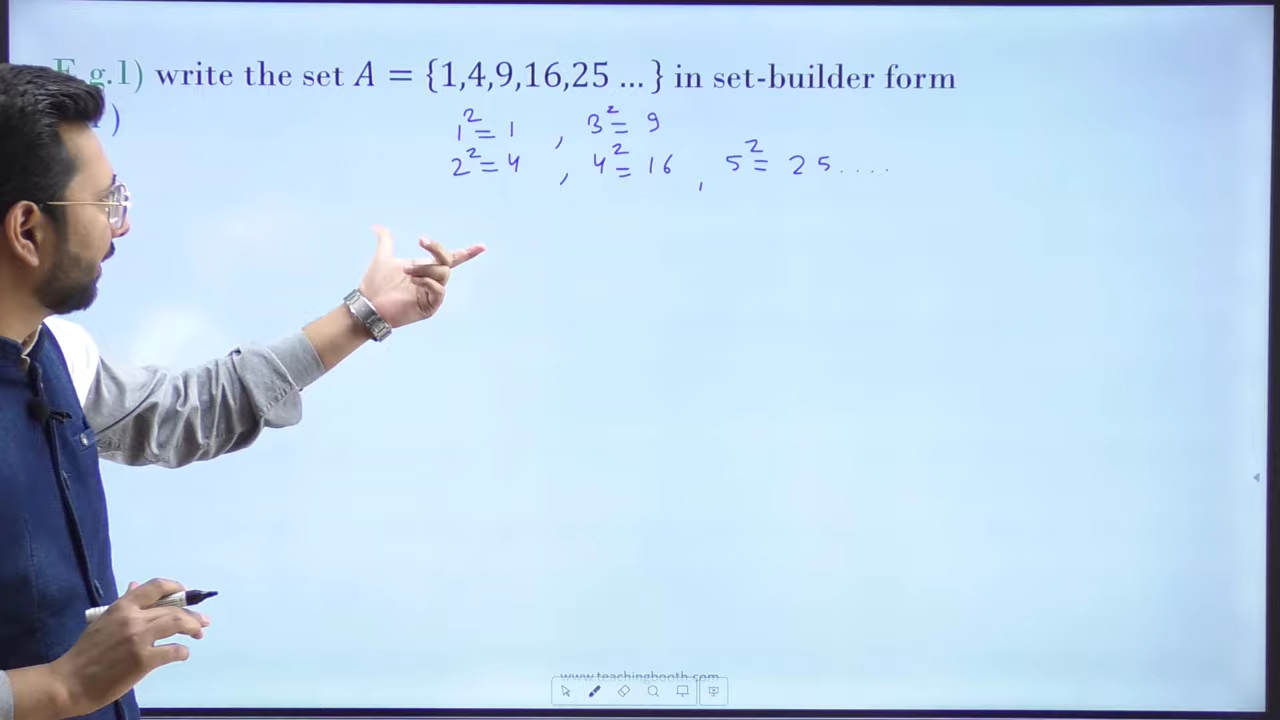 E.g.1) write the set A = {1,4,9,16,25 ... } in set-builder form
)
1² = 1 , 3² = 9
2² = 4 , 4² = 16 , 5² = 25....
www.teachingbooth.com